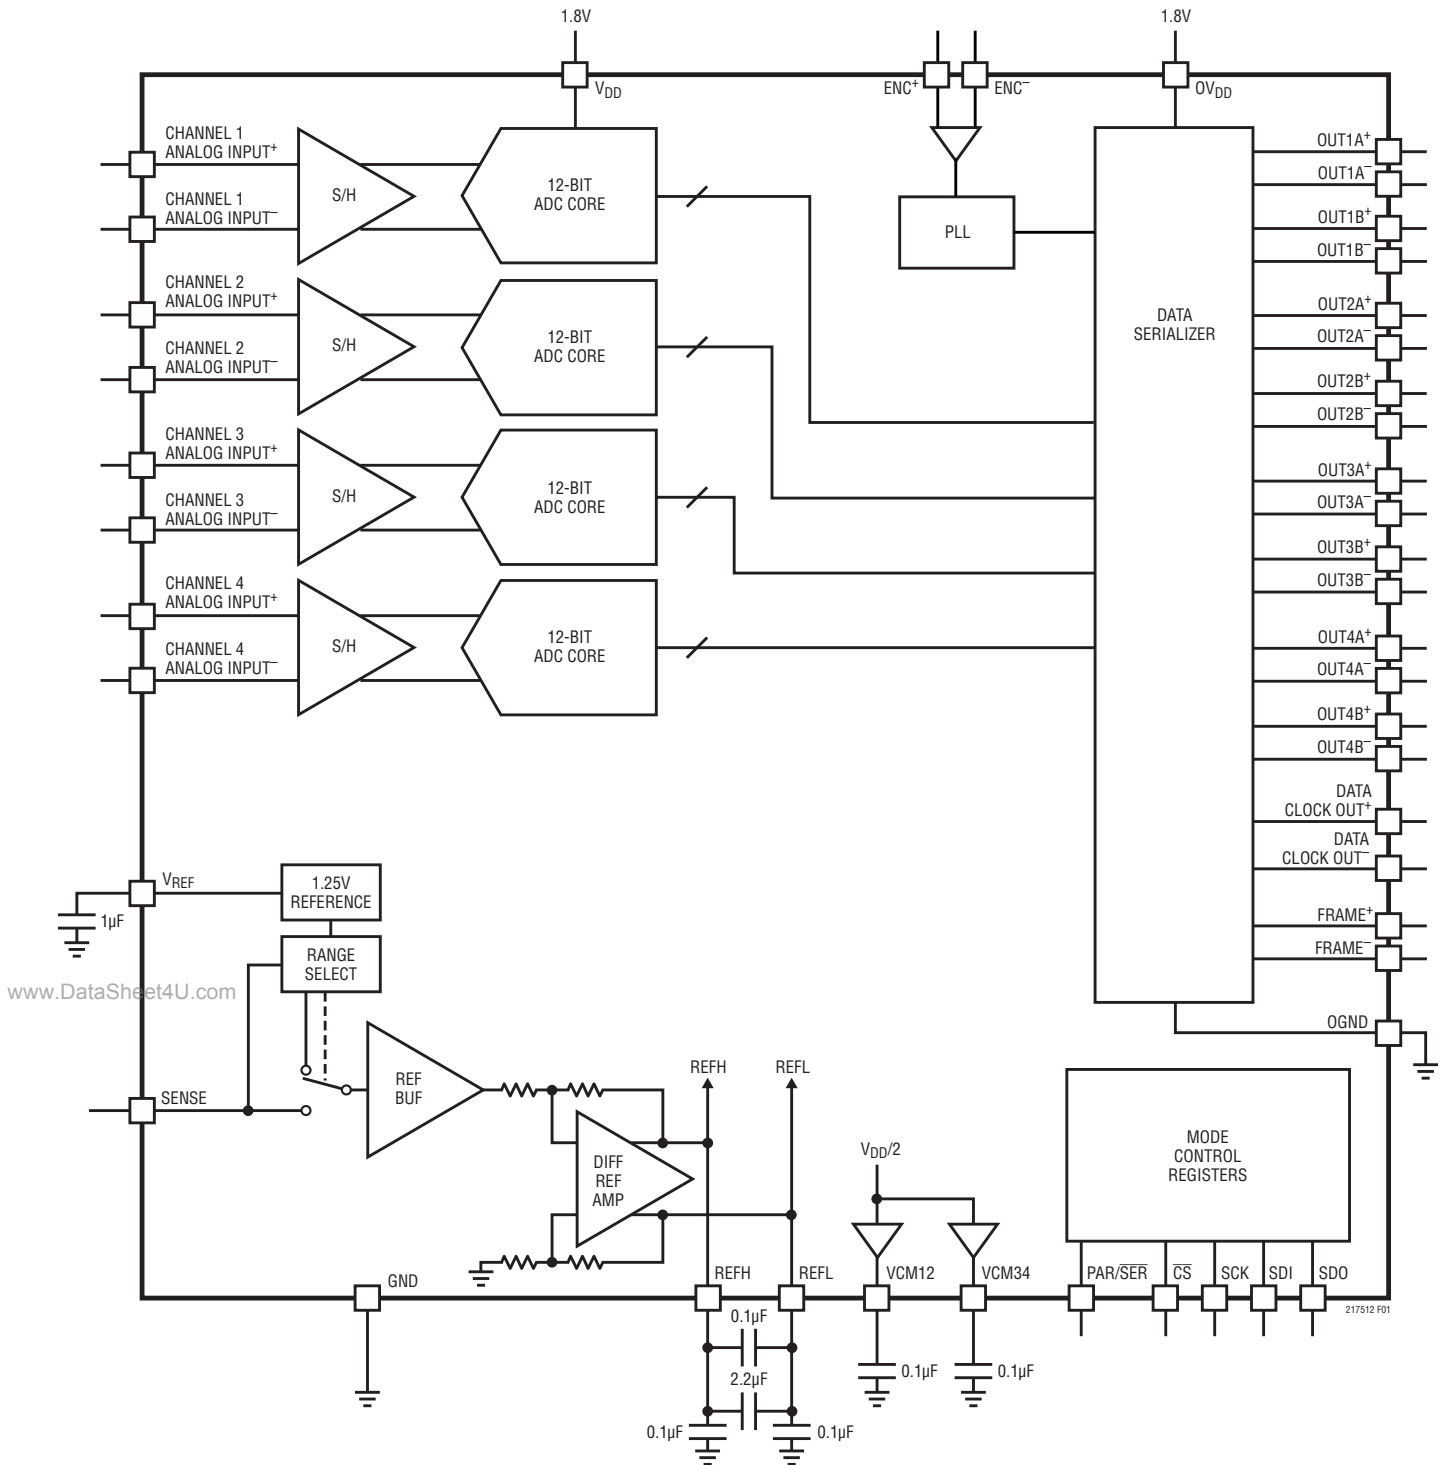 1.8V
1.8V
VDD
ENC+
ENC–
OVDD
CHANNEL 1
ANALOG INPUT+
CHANNEL 1
ANALOG INPUT–
S/H
12-BIT
ADC CORE
PLL
CHANNEL 2
ANALOG INPUT+
CHANNEL 2
ANALOG INPUT–
S/H
12-BIT
ADC CORE
CHANNEL 3
ANALOG INPUT+
CHANNEL 3
ANALOG INPUT–
S/H
12-BIT
ADC CORE
CHANNEL 4
ANALOG INPUT+
CHANNEL 4
ANALOG INPUT–
S/H
12-BIT
ADC CORE
DATA
SERIALIZER
OUT1A+
OUT1A–
OUT1B+
OUT1B–
OUT2A+
OUT2A–
OUT2B+
OUT2B–
OUT3A+
OUT3A–
OUT3B+
OUT3B–
OUT4A+
OUT4A–
OUT4B+
OUT4B–
DATA
CLOCK OUT+
DATA
CLOCK OUT–
FRAME+
FRAME–
OGND
VREF
1µF
1.25V
REFERENCE
RANGE
SELECT
www.DataSheet4U.com
SENSE
REF
BUF
DIFF
REF
AMP
REFH
REFL
VDD/2
MODE
CONTROL
REGISTERS
GND
REFH
REFL
VCM12
VCM34
PAR/SER
CS
SCK
SDI
SDO
217512 F01
0.1µF
2.2µF
0.1µF
0.1µF
0.1µF
0.1µF